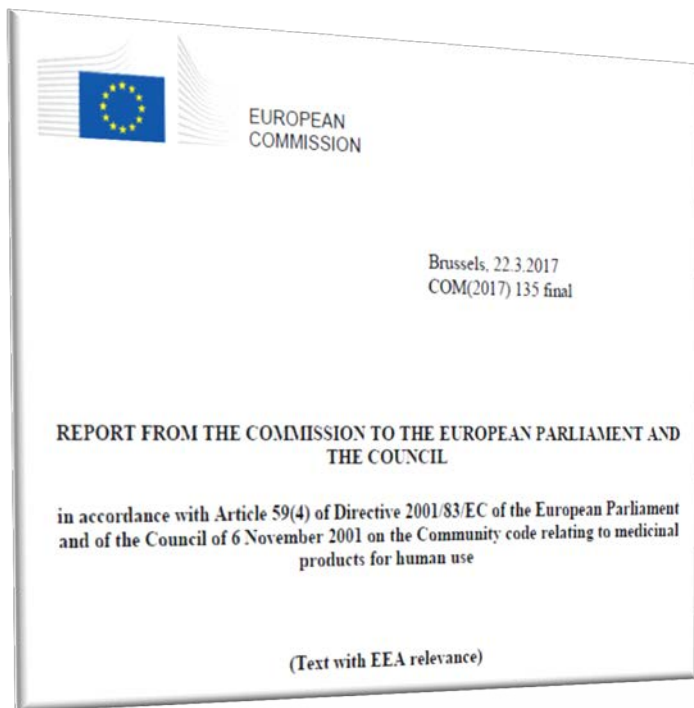 EUROPEAN
COMMISSION
Brussels, 22.3.2017
COM(2017) 135 final
REPORT FROM THE COMMISSION TO THE EUROPEAN PARLIAMENT AND
THE COUNCIL
in accordance with Article 59(4) of Directive 2001/83/EC of the European Parliament
and of the Council of 6 November 2001 on the Community code relating to medicinal
products for human use
(Text with EEA relevance)